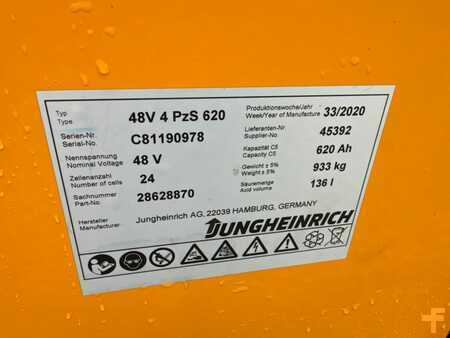 Typ
Type
48V 4 PzS 620
Serien-Nr.
Serial-No.
C81190978
Nennspannung
Nominal Voltage
48 V
Zellenanzahl
Number of cells
24
Sachnummer
Part-No.
28628870
Produktionswoche/Jahr
Week/Year of Manufacture
33/2020
Lieferanten-Nr
Supplier-No
45392
Kapazität C5
Capacity C5
620 Ah
Gewicht ± 5%
Weight ± 5%
933 kg
Säuremenge
Acid volume
136 l
Hersteller
Manufacturer
Jungheinrich AG, 22039 HAMBURG, GERMANY
JUNGHEINRICH